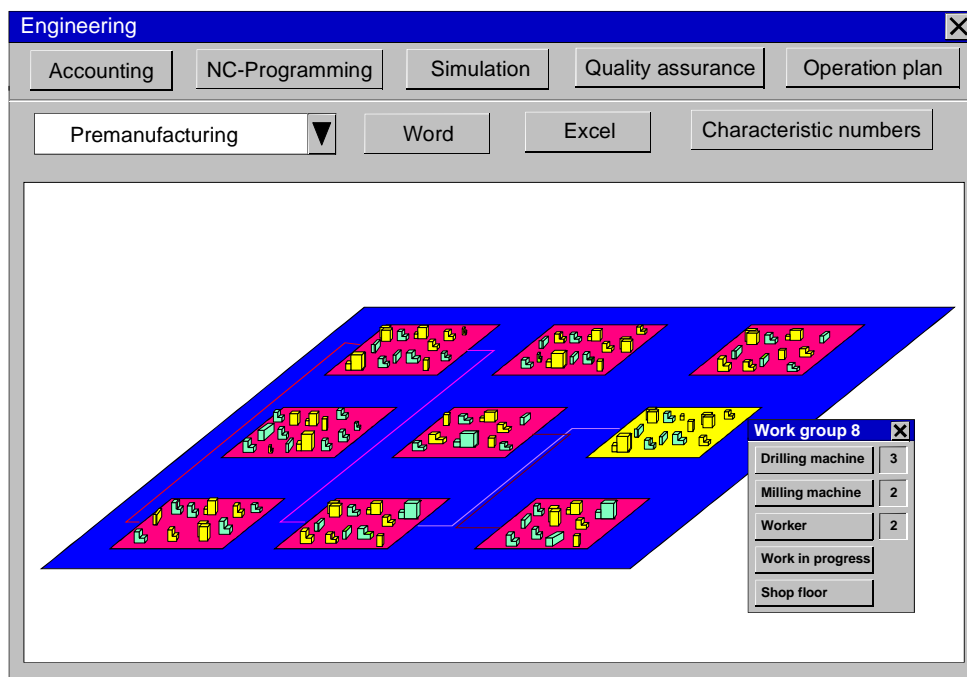 Engineering
Accounting NC-Programming Simulation Quality assurance Operation plan
Premanufacturing Word Excel Characteristic numbers
Work group 8
Drilling machine 3
Milling machine 2
Worker 2
Work in progress
Shop floor